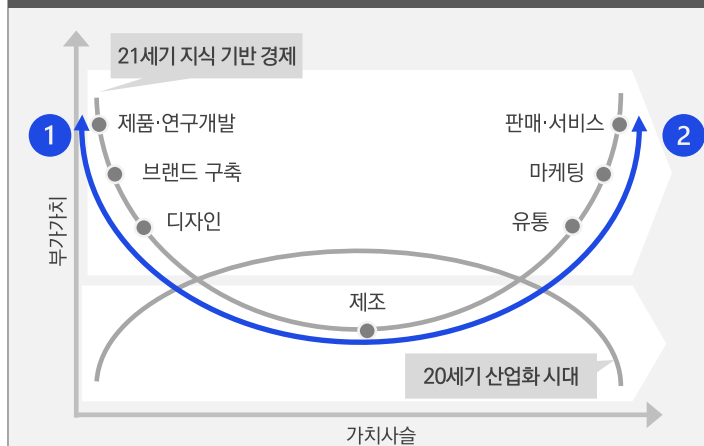 21세기 지식 기반 경제
1
제품·연구개발
판매·서비스
2
브랜드 구축
마케팅
디자인
유통
부가가치
제조
20세기 산업화 시대
가치사슬